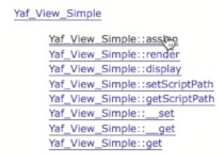 Yaf_View_Simple
Yaf_View_Simple::assign
Yaf_View_Simple::render
Yaf_View_Simple::display
Yaf_View_Simple::setScriptPath
Yaf_View_Simple::getScriptPath
Yaf_View_Simple::__set
Yaf_View_Simple::__get
Yaf_View_Simple::get